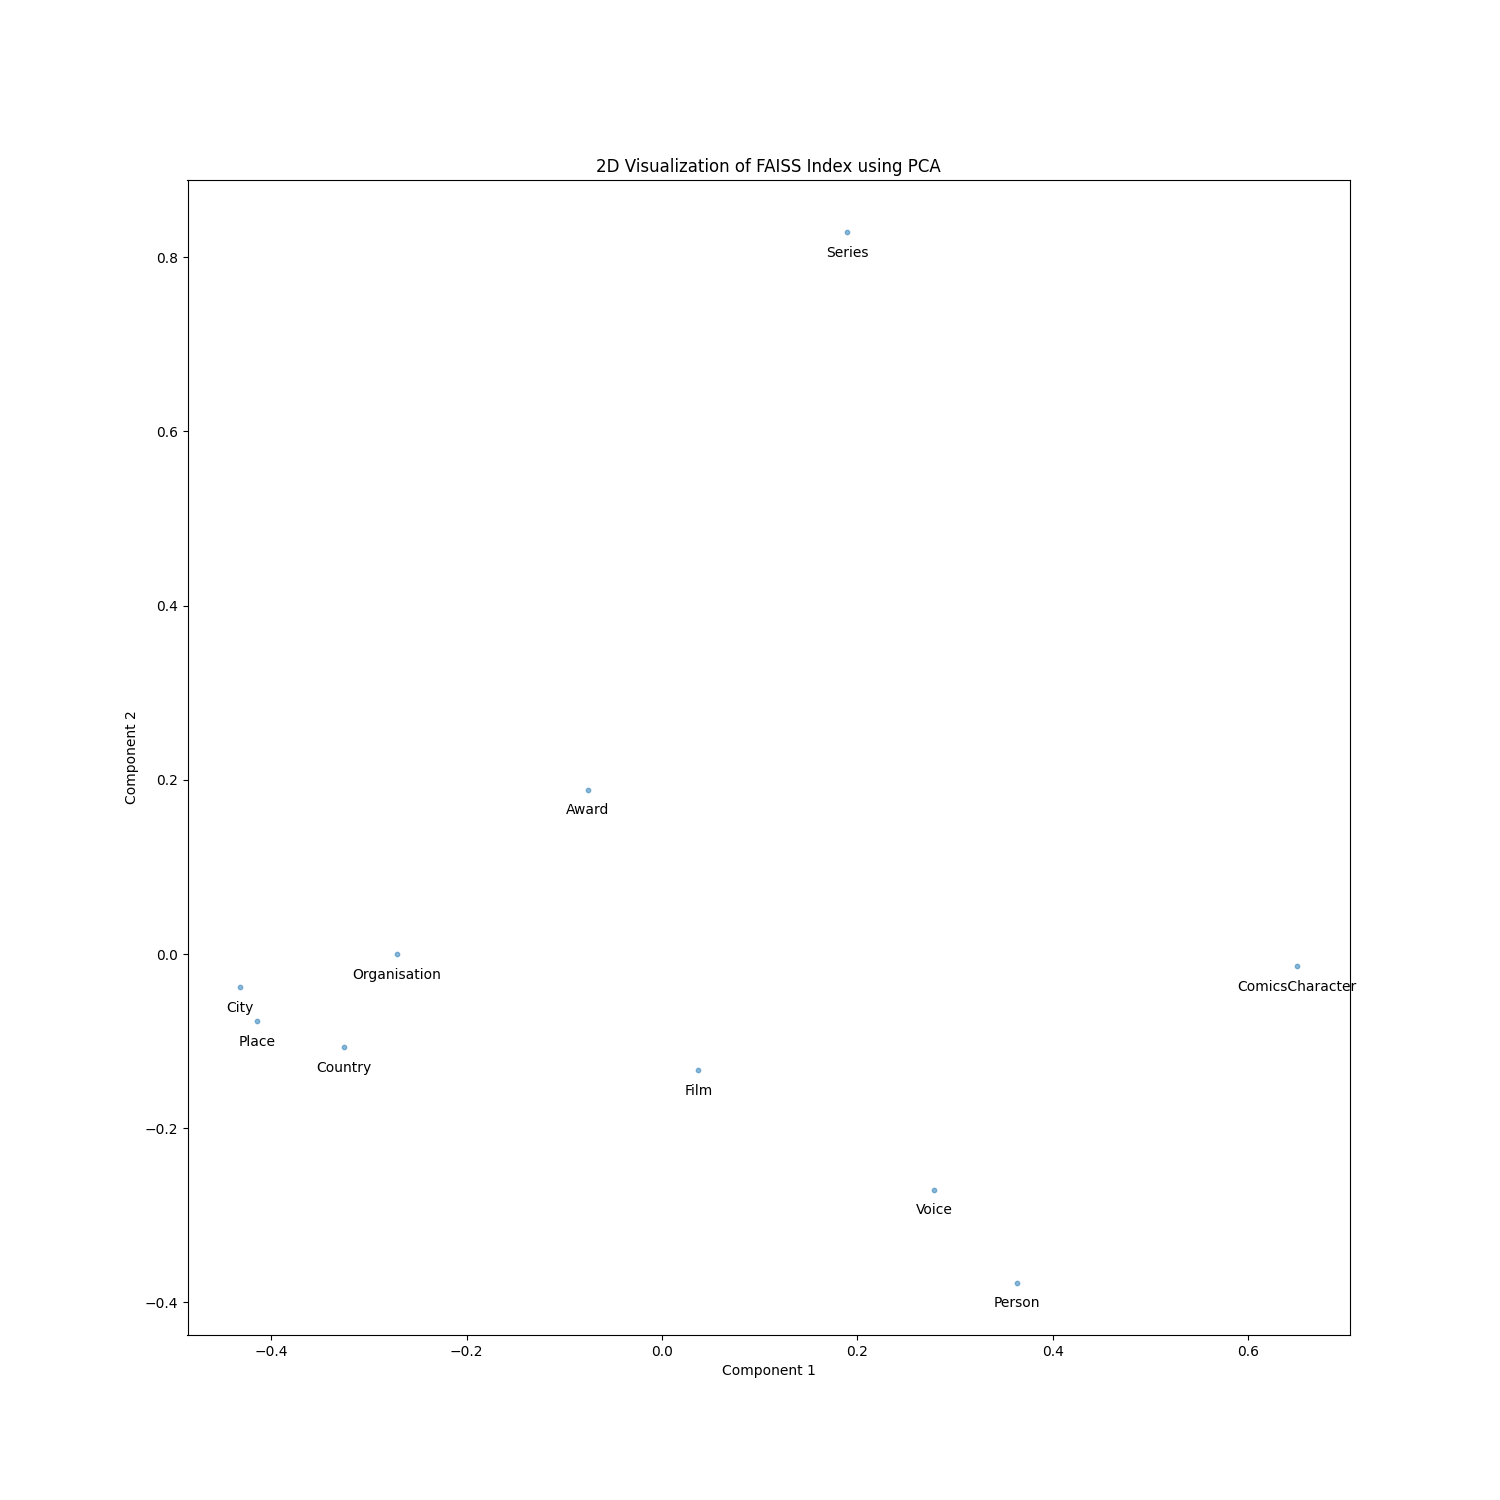 2D Visualization of FAISS Index using PCA
Series
Award
Organisation
City
Place
Country
Film
ComicsCharacter
Voice
Person
0.8
0.6
0.4
0.2
0.0
−0.2
−0.4
Component 2
−0.4
−0.2
0.0
0.2
0.4
0.6
Component 1